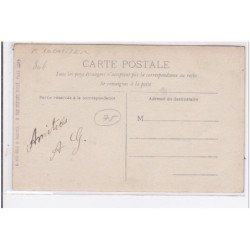 CARTE POSTALE
Tous les pays étrangers n'acceptent pas la correspondance au recto
Se renseigner à la poste
Partie réservée à la correspondance
Adresse du destinataire
M
Amitiés
A G
75